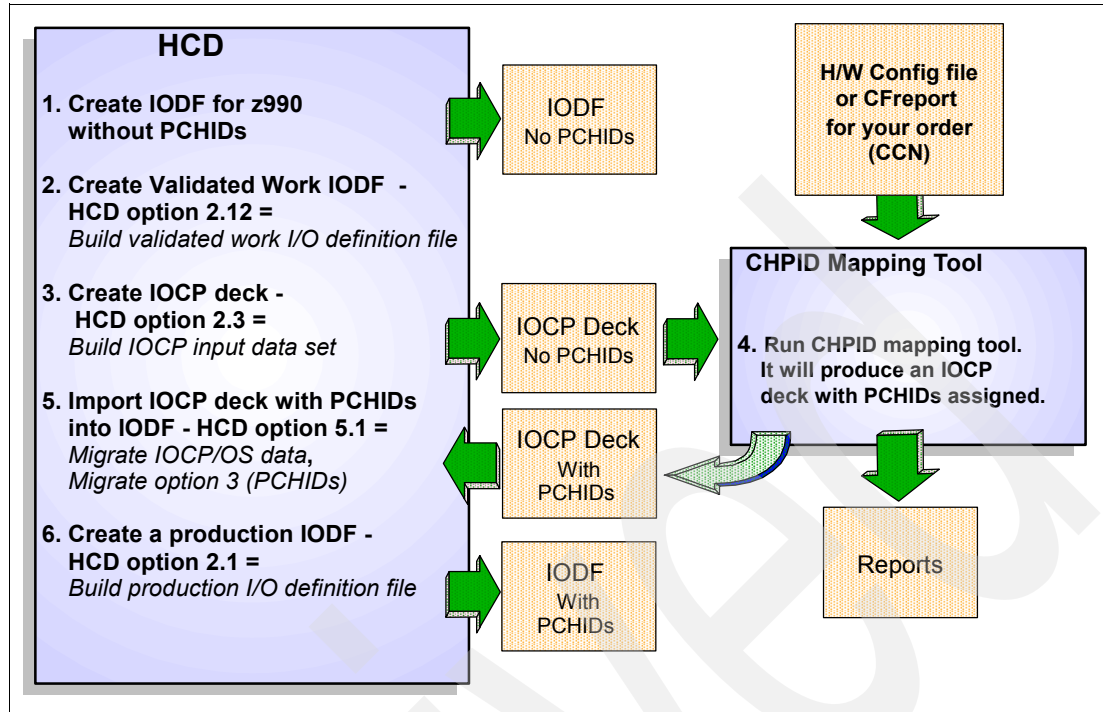 HCD
1. Create IODF for z990
without PCHIDs
2. Create Validated Work IODF -
HCD option 2.12 =
Build validated work I/O definition file
3. Create IOCP deck -
HCD option 2.3 =
Build IOCP input data set
5. Import IOCP deck with PCHIDs
into IODF - HCD option 5.1 =
Migrate IOCP/OS data,
Migrate option 3 (PCHIDs)
6. Create a production IODF -
HCD option 2.1 =
Build production I/O definition file
IODF
No PCHIDs
IOCP Deck
No PCHIDs
IOCP Deck
With
PCHIDs
IODF
With
PCHIDs
H/W Config file
or CFreport
for your order
(CCN)
CHPID Mapping Tool
4. Run CHPID mapping tool.
It will produce an IOCP
deck with PCHIDs assigned.
Reports